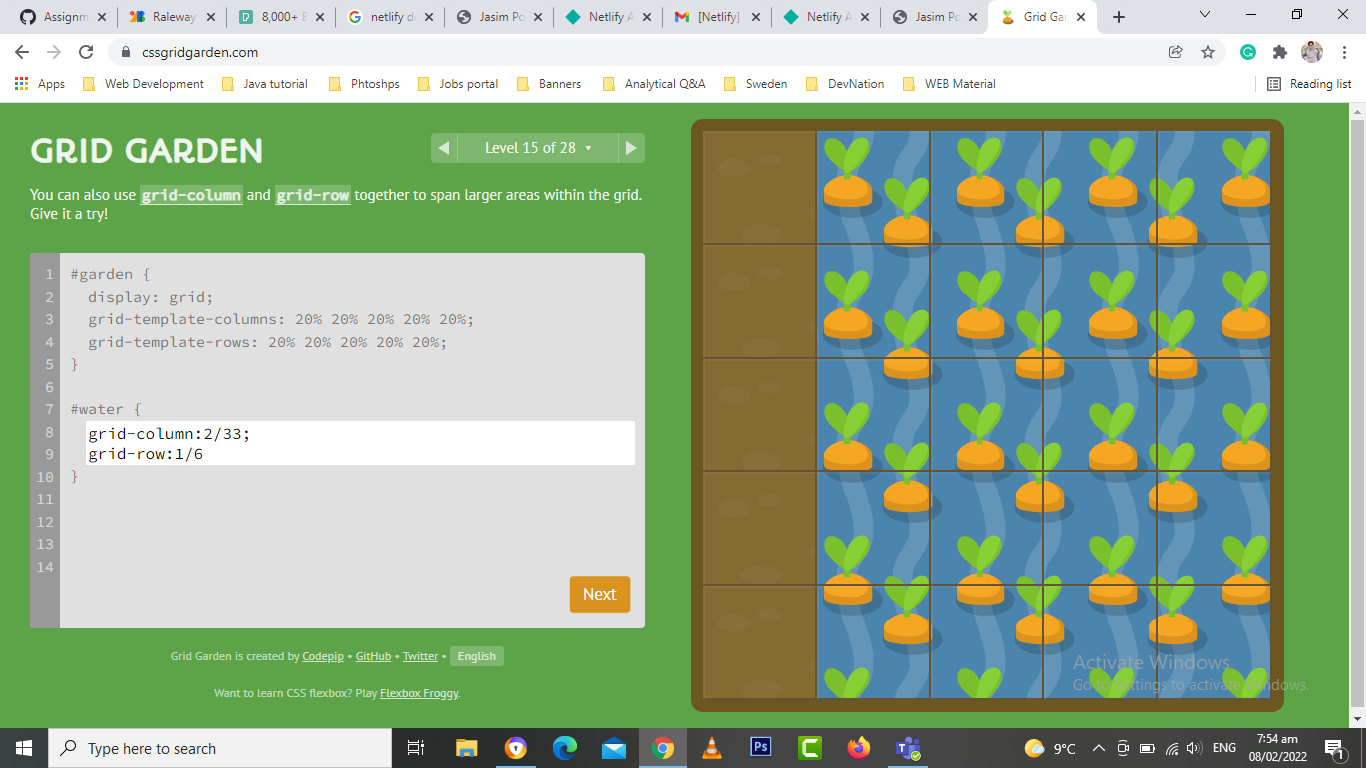 Assignm
Raleway
8,000+ E
netlify d
Jasim Po
Netlify A
[Netlify]
Netlify A
Jasim Po
Grid Gar
cssgridgarden.com
Apps
Web Development
Java tutorial
Phtoshps
Jobs portal
Banners
Analytical Q&A
Sweden
DevNation
WEB Material
Reading list
GRID GARDEN
Level 15 of 28
You can also use grid-column and grid-row together to span larger areas within the grid.
Give it a try!
1 #garden {
2 display: grid;
3 grid-template-columns: 20% 20% 20% 20% 20%;
4 grid-template-rows: 20% 20% 20% 20% 20%;
5 }
6
7 #water {
8 grid-column:2/33;
9 grid-row:1/6
10 }
11
12
13
14
Next
Grid Garden is created by Codepip • GitHub • Twitter • English
Want to learn CSS flexbox? Play Flexbox Froggy.
Activate Windows
Go to Settings to activate Windows.
Type here to search
Ps
9°C
ENG
7:54 am
08/02/2022
1